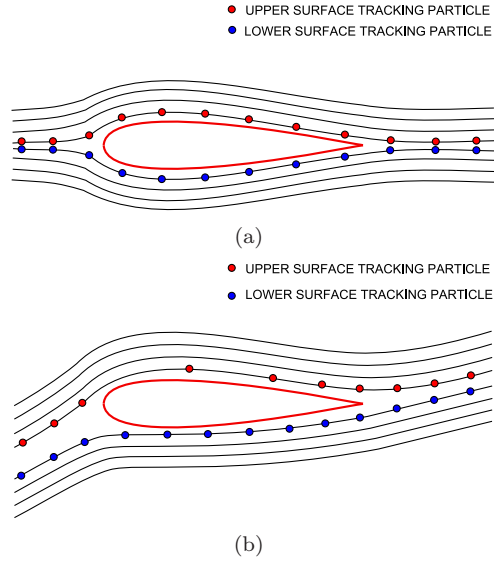 UPPER SURFACE TRACKING PARTICLE
LOWER SURFACE TRACKING PARTICLE
(a)
UPPER SURFACE TRACKING PARTICLE
LOWER SURFACE TRACKING PARTICLE
(b)